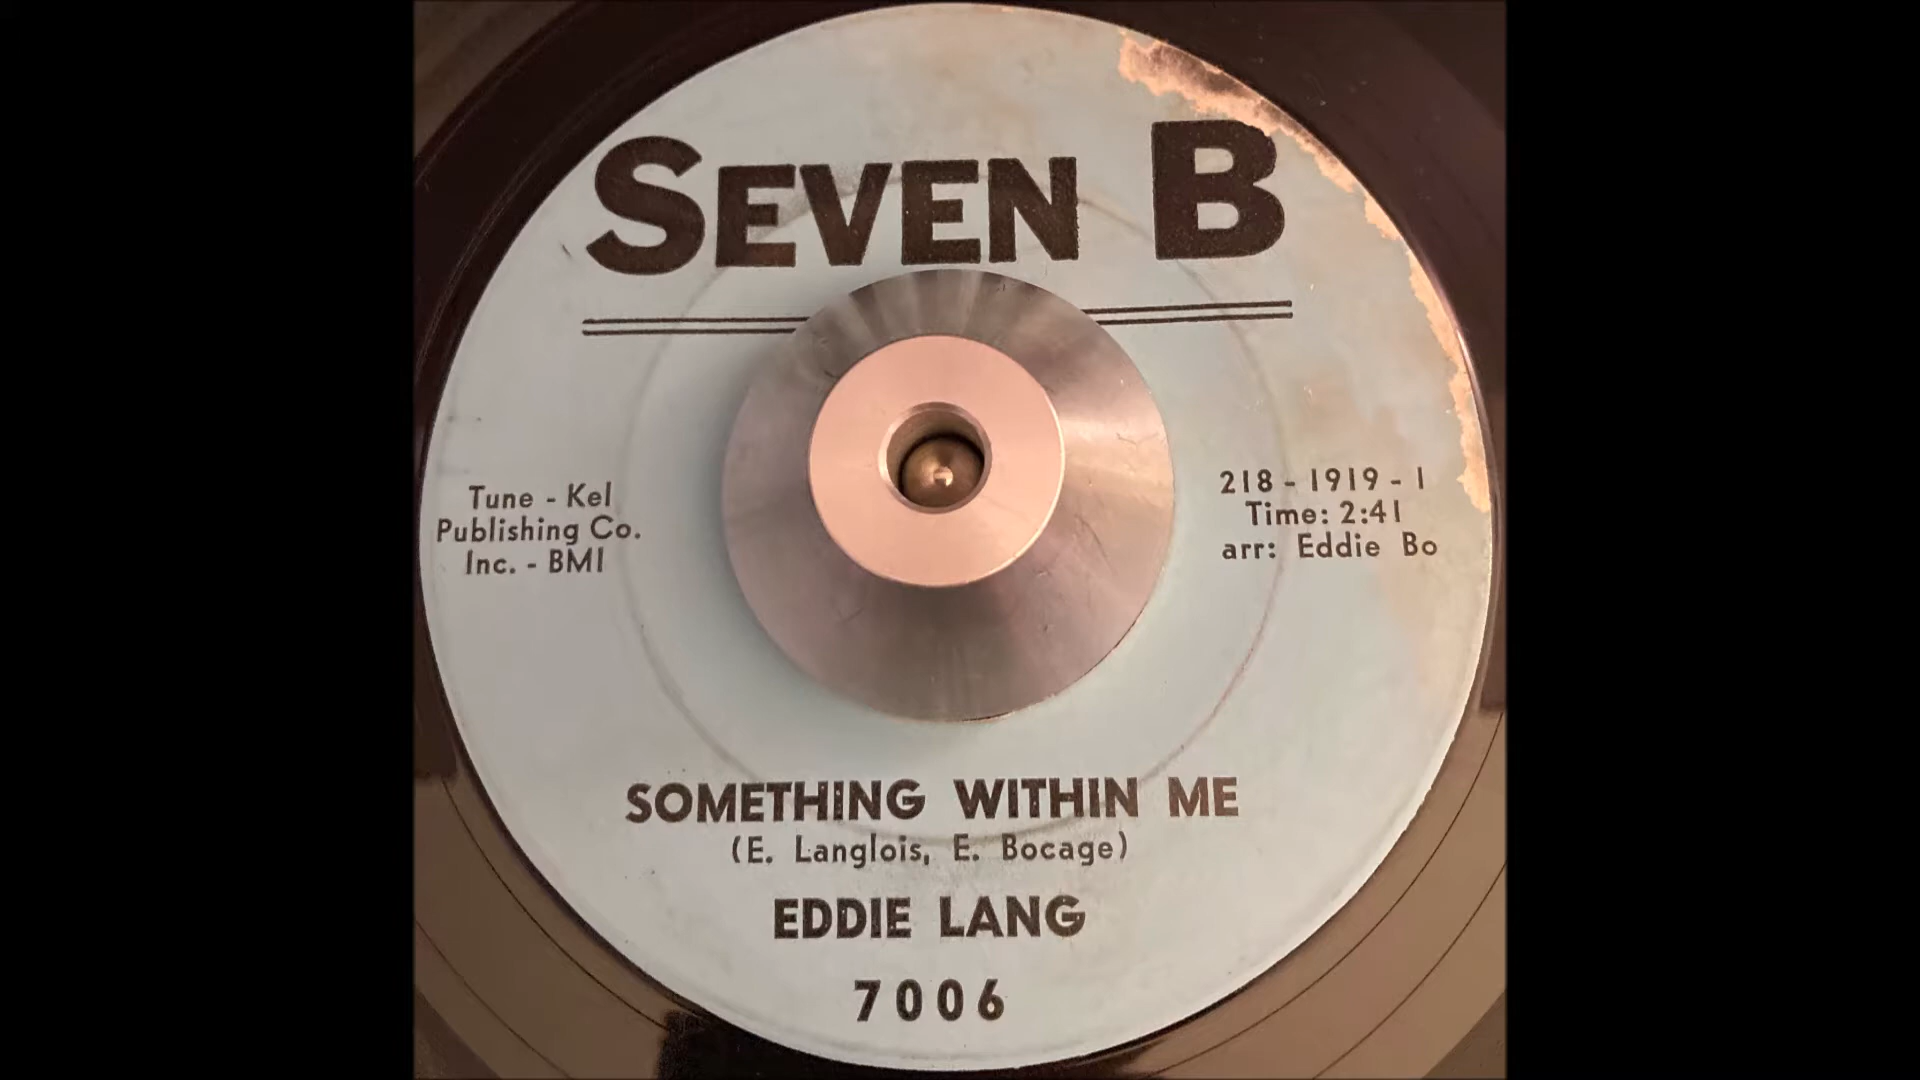 SEVEN B
Tune - Kel
Publishing Co.
Inc. - BMI
218 - 1919 - 1
Time: 2:41
arr: Eddie Bo
SOMETHING WITHIN ME
(E. Langlois, E. Bocage)
EDDIE LANG
7006